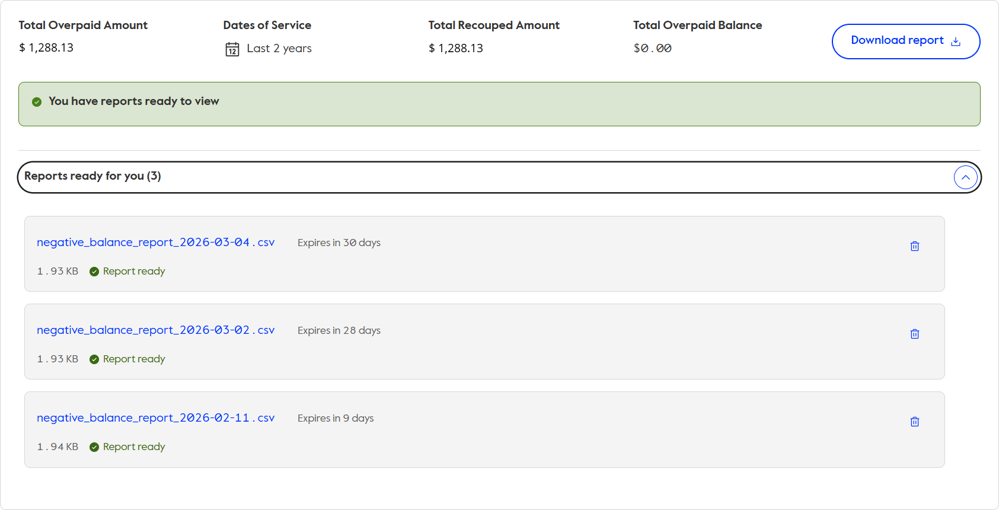 Total Overpaid Amount
$ 1,288.13
Dates of Service
12 Last 2 years
Total Recouped Amount
$ 1,288.13
Total Overpaid Balance
$0.00
Download report
You have reports ready to view
Reports ready for you (3)
negative_balance_report_2026-03-04.csv Expires in 30 days
1.93 KB Report ready
negative_balance_report_2026-03-02.csv Expires in 28 days
1.93 KB Report ready
negative_balance_report_2026-02-11.csv Expires in 9 days
1.94 KB Report ready